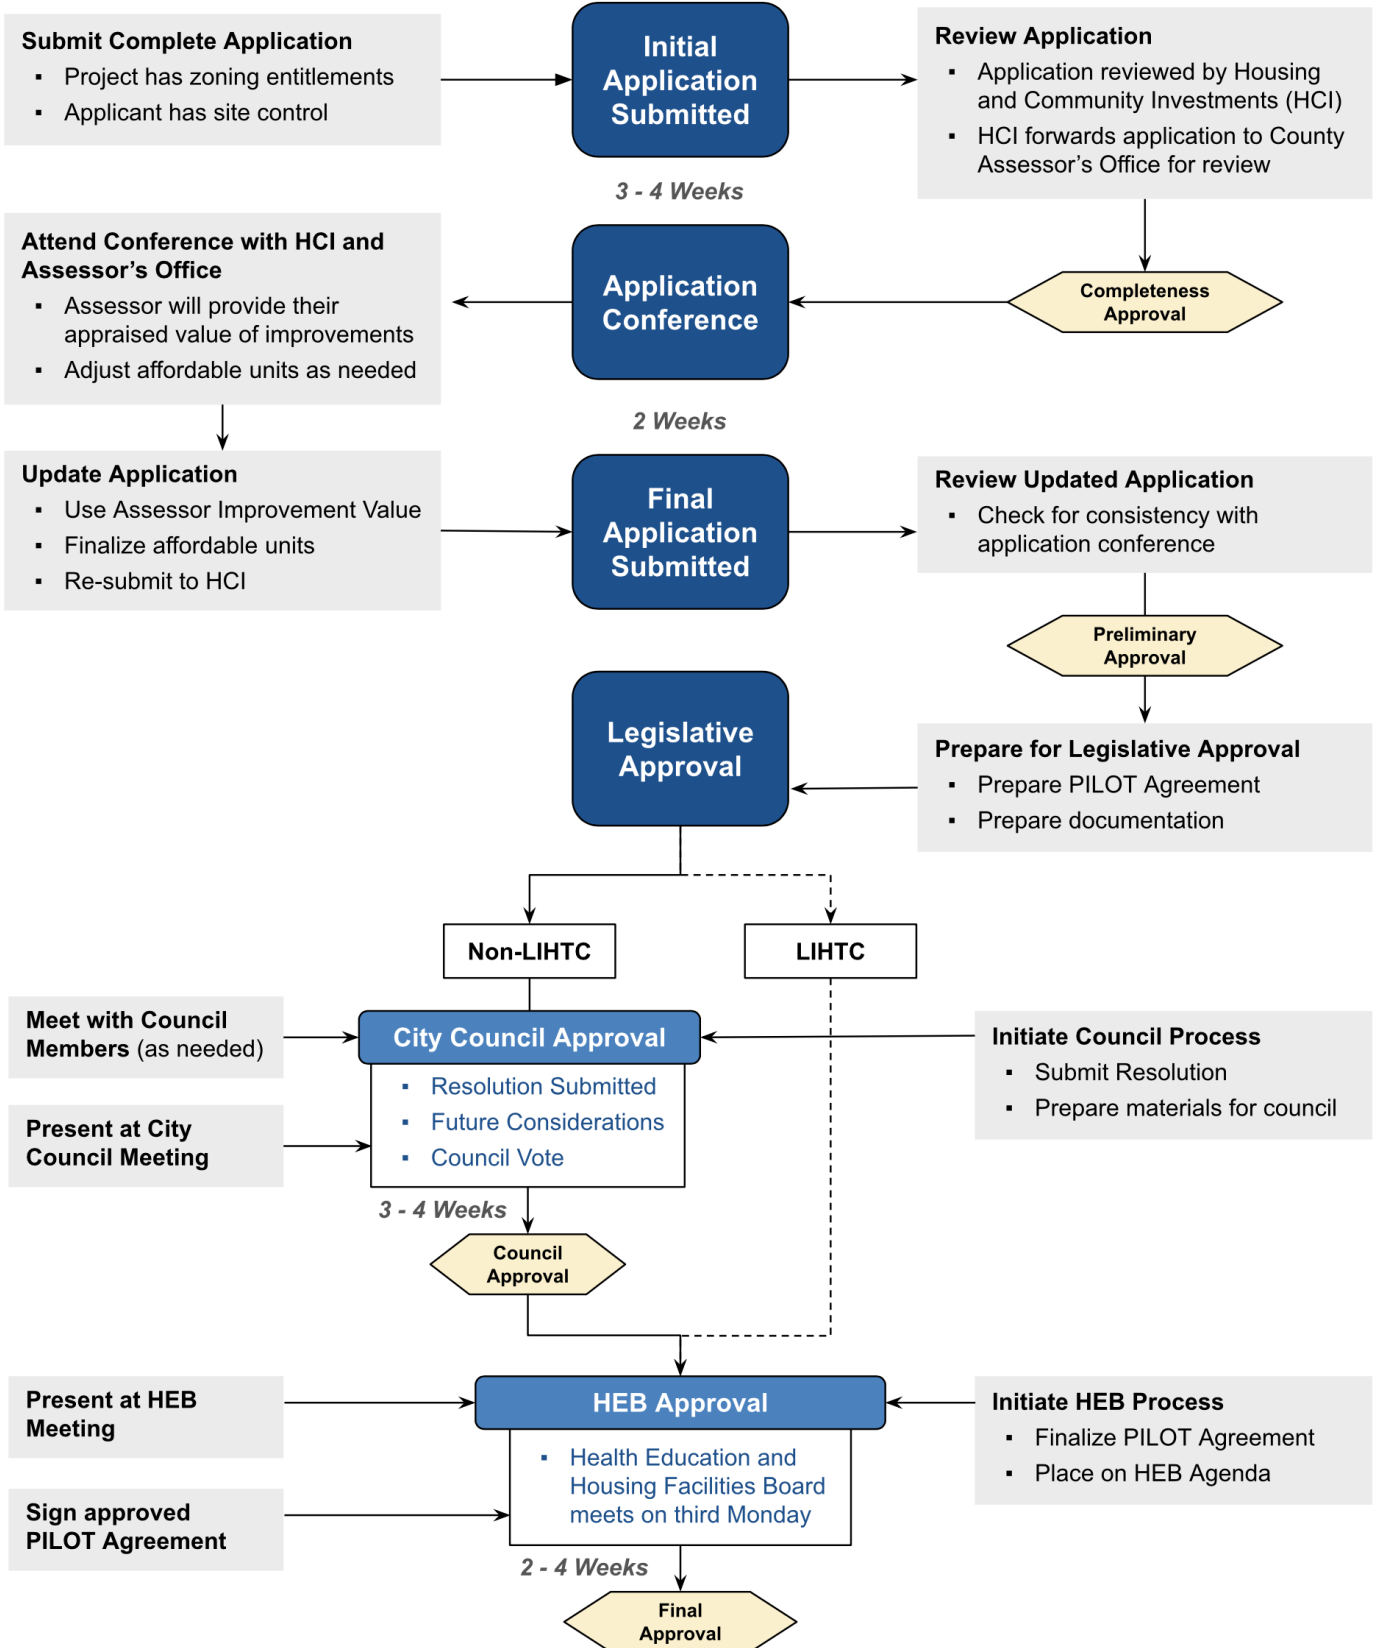 Submit Complete Application
▪ Project has zoning entitlements
▪ Applicant has site control
Initial
Application
Submitted
Review Application
▪ Application reviewed by Housing
and Community Investments (HCI)
▪ HCI forwards application to County
Assessor’s Office for review
3 - 4 Weeks
Completeness
Approval
Application
Conference
Attend Conference with HCI and
Assessor’s Office
▪ Assessor will provide their
appraised value of improvements
▪ Adjust affordable units as needed
2 Weeks
Update Application
▪ Use Assessor Improvement Value
▪ Finalize affordable units
▪ Re-submit to HCI
Final
Application
Submitted
Review Updated Application
▪ Check for consistency with
application conference
Preliminary
Approval
Prepare for Legislative Approval
▪ Prepare PILOT Agreement
▪ Prepare documentation
Legislative
Approval
Non-LIHTC
LIHTC
Meet with Council
Members (as needed)
Present at City
Council Meeting
City Council Approval
▪ Resolution Submitted
▪ Future Considerations
▪ Council Vote
Initiate Council Process
▪ Submit Resolution
▪ Prepare materials for council
3 - 4 Weeks
Council
Approval
Present at HEB
Meeting
Sign approved
PILOT Agreement
HEB Approval
▪ Health Education and
Housing Facilities Board
meets on third Monday
Initiate HEB Process
▪ Finalize PILOT Agreement
▪ Place on HEB Agenda
2 - 4 Weeks
Final
Approval